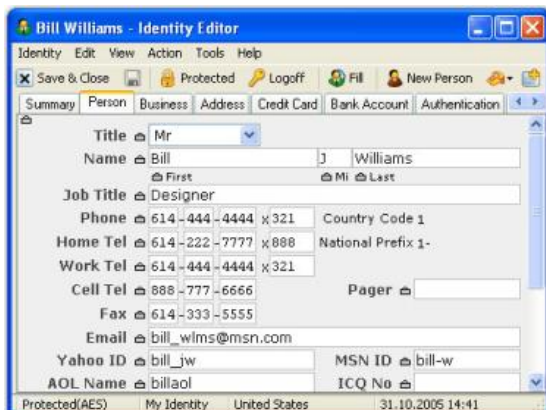 Bill Williams - Identity Editor
Identity Edit View Action Tools Help
Save & Close Protected Logoff Fill New Person
Summary Person Business Address Credit Card Bank Account Authentication
Title Mr
Name Bill J Williams
First Mi Last
Job Title Designer
Phone 614 - 444 - 4444 x 321 Country Code 1
Home Tel 614 - 222 - 7777 x 888 National Prefix 1-
Work Tel 614 - 444 - 4444 x 321
Cell Tel 888 - 777 - 6666 Pager
Fax 614 - 333 - 5555
Email bill_wlms@msn.com
Yahoo ID bill_jw MSN ID bill-w
AOL Name billaol ICQ No
Protected(AES) My Identity United States 31.10.2005 14:41